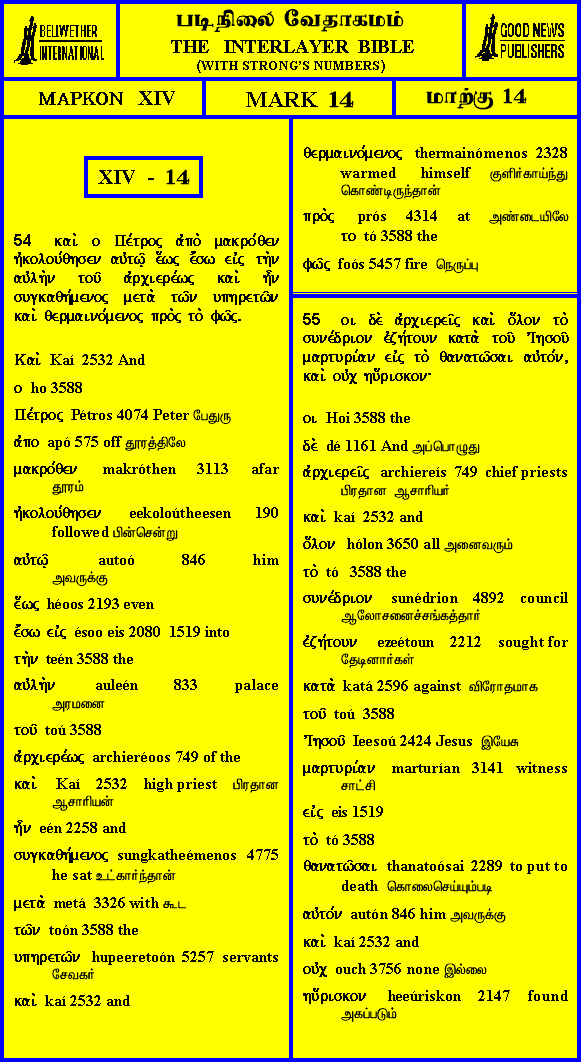 BELLWETHER
INTERNATIONAL
படிநிலை வேதாகமம்
THE INTERLAYER BIBLE
(WITH STRONG'S NUMBERS)
GOOD NEWS
PUBLISHERS
ΜΑΡΚΟΝ XIV
MARK 14
மாற்கு 14
XIV - 14
54 καὶ ο Πέτρος ἀπὸ μακρόθεν
ἠκολούθησεν αὐτῷ ἕως ἔσω εἰς τὴν
αὐλὴν τοῦ ἀρχιερέως καὶ ἦν
συγκαθήμενος μετὰ τῶν υπηρετῶν
καὶ θερμαινόμενος πρὸς τὸ φῶς.
Καὶ Kaí 2532 And
ο ho 3588
Πέτρος Pétros 4074 Peter பேதுரு
ἀπο apó 575 off தூரத்திலே
μακρόθεν makróthen 3113 afar
தூரம்
ἠκολούθησεν eekoloútheesen 190
followed பின்சென்று
αὐτῷ autoó 846 him
அவருக்கு
ἕως héoos 2193 even
ἔσω εἰς ésoo eis 2080 1519 into
τὴν teén 3588 the
αὐλὴν auleén 833 palace
அரமனை
τοῦ toú 3588
ἀρχιερέως archieréoos 749 of the
καὶ Kaí 2532 high priest பிரதான
ஆசாரியன்
ἦν eén 2258 and
συγκαθήμενος sungkatheémenos 4775
he sat உட்கார்ந்தான்
μετὰ metá 3326 with கூட
τῶν toón 3588 the
υπηρετῶν hupeeretoón 5257 servants
சேவகர்
καὶ kaí 2532 and
θερμαινόμενος thermainómenos 2328
warmed himself குளிர்காய்ந்து
கொண்டிருந்தான்
πρὸς prós 4314 at அண்டையிலே
το tó 3588 the
φῶς foós 5457 fire நெருப்பு
55 οι δὲ ἀρχιερεῖς καὶ ὅλον τὸ
συνέδριον ἐζήτουν κατὰ τοῦ Ἰησοῦ
μαρτυρίαν εἰς τὸ θανατῶσαι αὐτόν,
καὶ οὐχ ηὕρισκον·
οι Hoi 3588 the
δὲ dé 1161 And அப்பொழுது
ἀρχιερεῖς archiereís 749 chief priests
பிரதான ஆசாரியர்
καὶ kaí 2532 and
ὅλον hólon 3650 all அனைவரும்
τὸ tó 3588 the
συνέδριον sunédrion 4892 council
ஆலோசனைச்சங்கத்தார்
ἐζήτουν ezeétoun 2212 sought for
தேடினார்கள்
κατὰ katá 2596 against விரோதமாக
τοῦ toú 3588
Ἰησοῦ Ieesoú 2424 Jesus இயேசு
μαρτυρίαν marturían 3141 witness
சாட்சி
εἰς eis 1519
τὸ tó 3588
θανατῶσαι thanatoósai 2289 to put to
death கொலைசெய்யும்படி
αὐτόν autón 846 him அவருக்கு
καὶ kaí 2532 and
οὐχ ouch 3756 none இல்லை
ηὕρισκον heeúriskon 2147 found
அகப்படும்